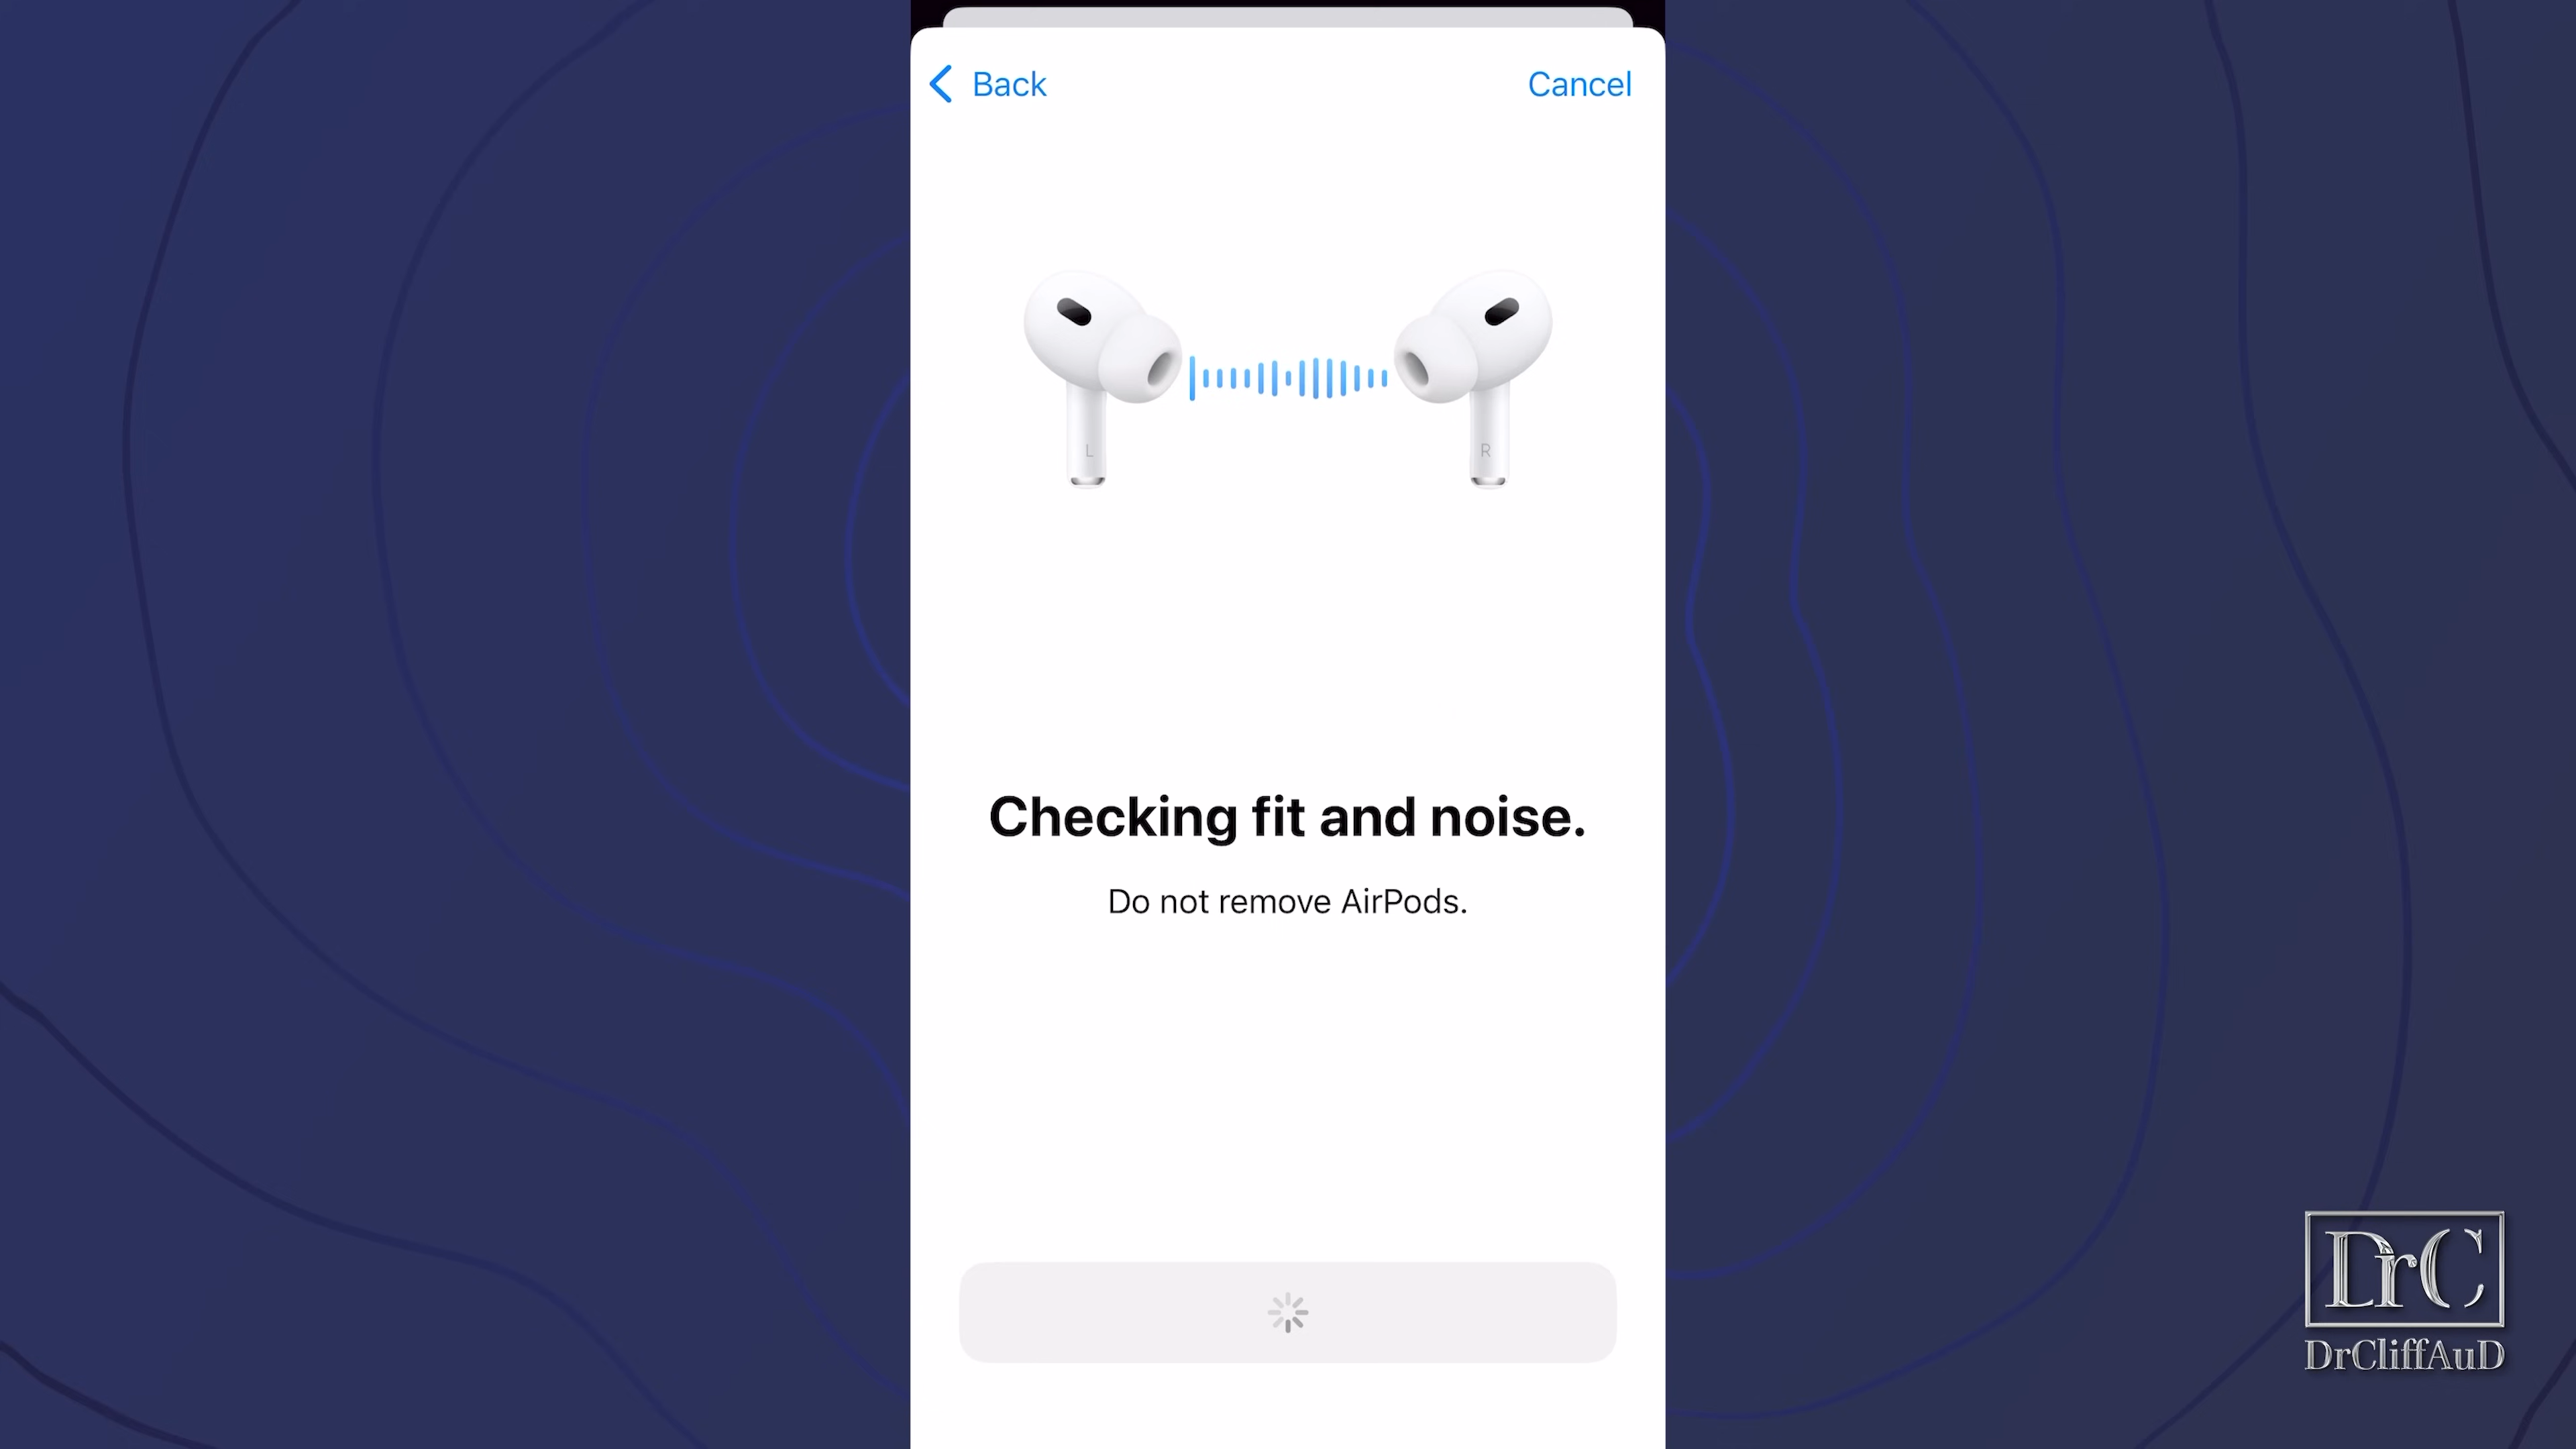 Back
Cancel
L
R
Checking fit and noise.
Do not remove AirPods.
DrC
DrCliffAuD